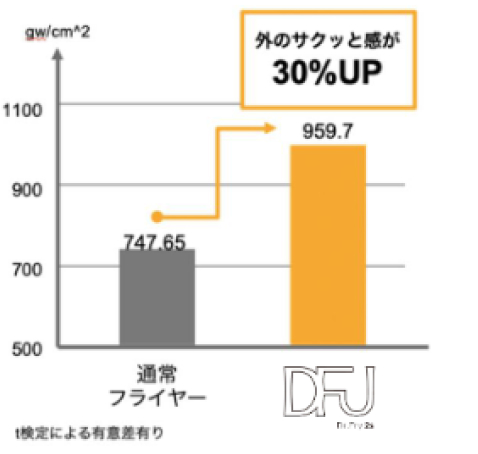 gw/cm^2
外のサクッと感が
30%UP
1100
959.7
900
747.65
700
500
通常
フライヤー
DFJ
t検定による有意差有り